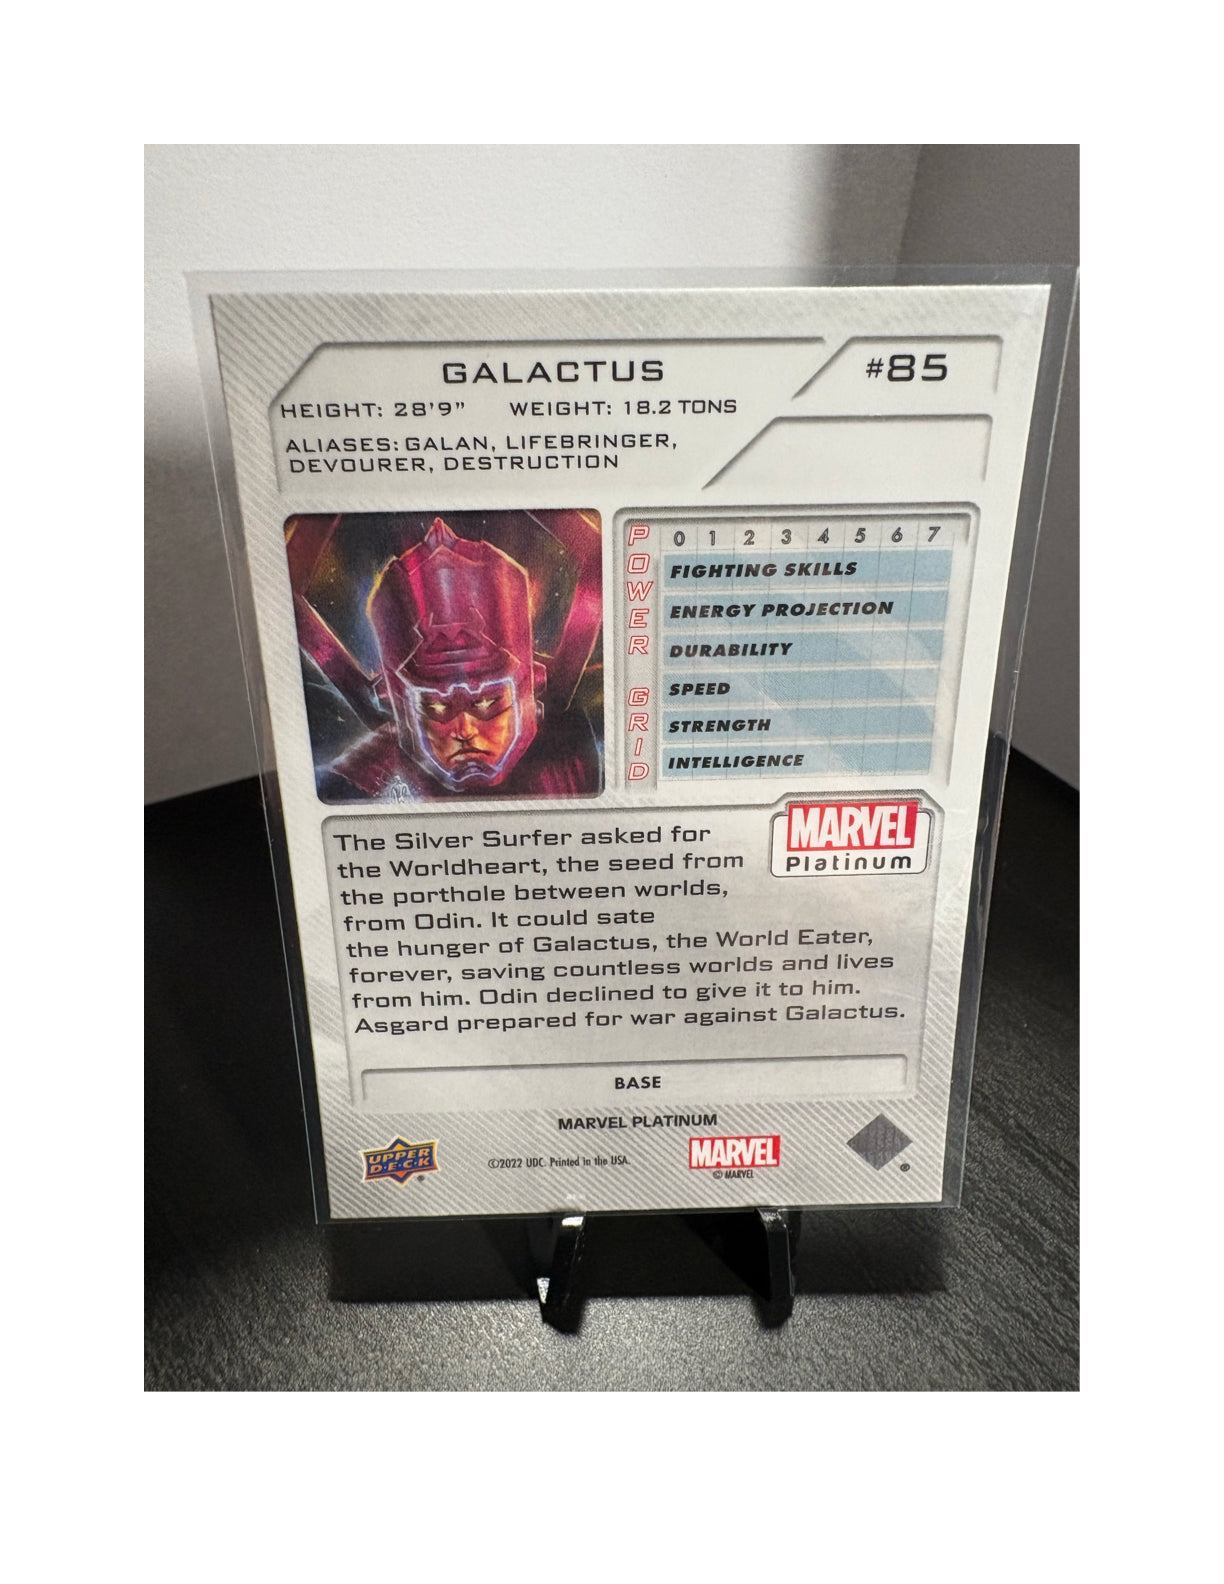 GALACTUS
#85
HEIGHT: 28'9" WEIGHT: 18.2 TONS
ALIASES: GALAN, LIFEBRINGER,
DEVOURER, DESTRUCTION
POWER GRID
0 1 2 3 4 5 6 7
FIGHTING SKILLS
ENERGY PROJECTION
DURABILITY
SPEED
STRENGTH
INTELLIGENCE
MARVEL
Platinum
The Silver Surfer asked for
the Worldheart, the seed from
the porthole between worlds,
from Odin. It could sate
the hunger of Galactus, the World Eater,
forever, saving countless worlds and lives
from him. Odin declined to give it to him.
Asgard prepared for war against Galactus.
BASE
MARVEL PLATINUM
UPPER
D•E•C•K®
©2022 UDC. Printed in the USA.
MARVEL
© MARVEL
®